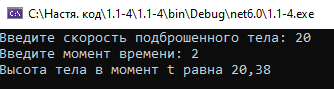 C:\Настя. код\1.1-4\1.1-4\bin\Debug\net6.0\1.1-4.exe
Введите скорость подброшенного тела: 20
Введите момент времени: 2
Высота тела в момент t равна 20,38